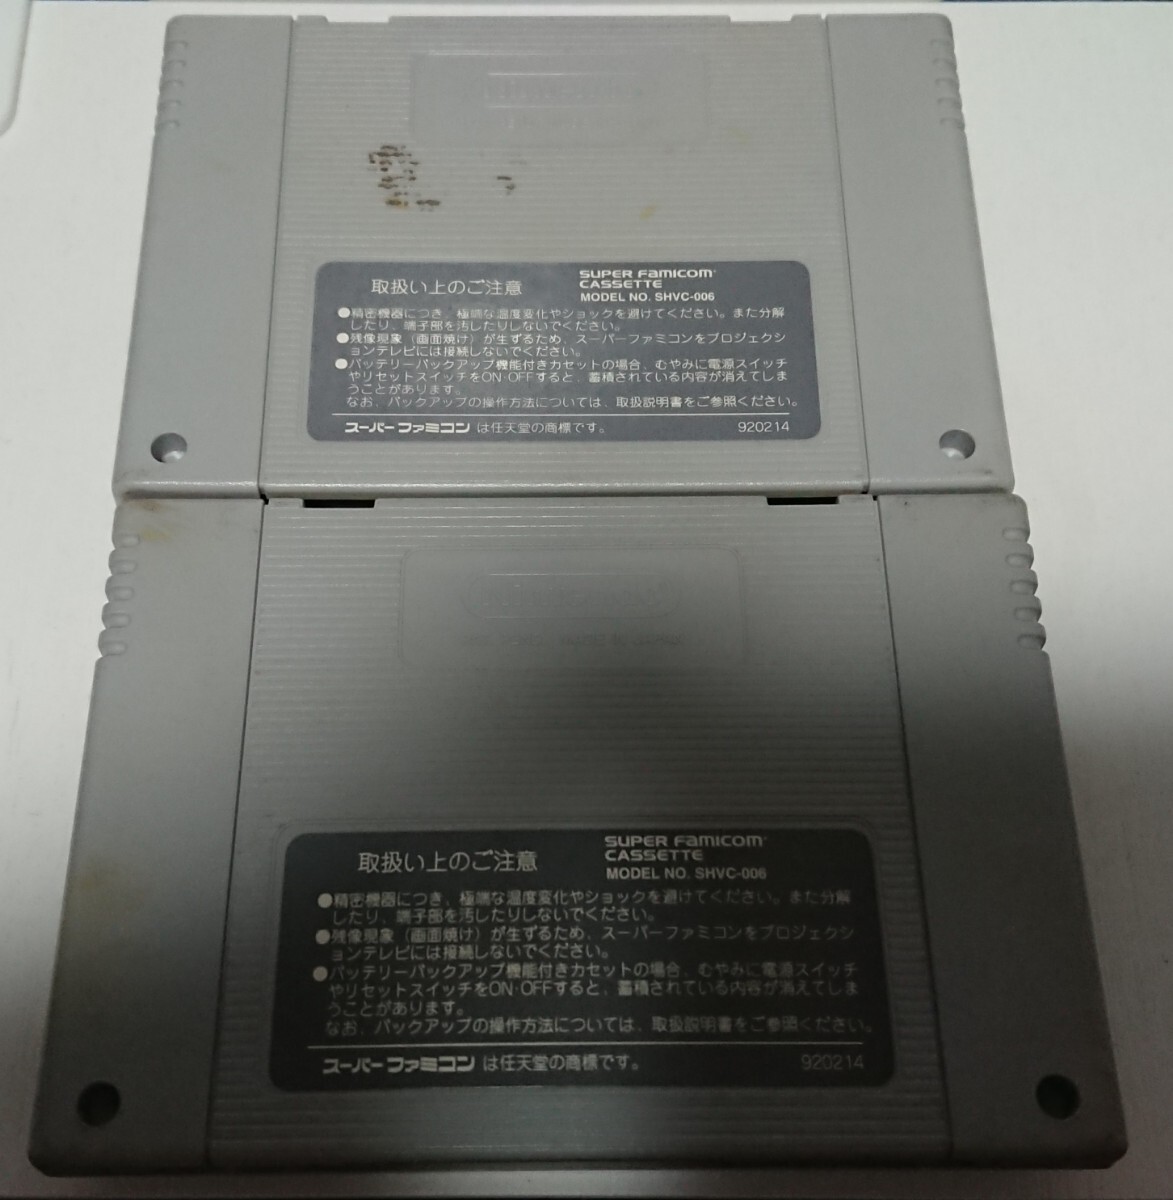 取扱い上のご注意
SUPER FAMICOM
CASSETTE
MODEL NO. SHVC-006
●精密機器につき、極端な温度変化やショックを避けてください。また分解
したり、端子部を汚したりしないでください。
●残像現象（画面焼け）が生ずるため、スーパーファミコンをプロジェクシ
ョンテレビには接続しないでください。
●バッテリーバックアップ機能付きカセットの場合、むやみに電源スイッチ
やリセットスイッチをON·OFFすると、蓄積されている内容が消えてしま
うことがあります。
なお、バックアップの操作方法については、取扱説明書をご参照ください。
スーパーファミコン は任天堂の商標です。
920214
取扱い上のご注意
SUPER FAMICOM
CASSETTE
MODEL NO. SHVC-006
●精密機器につき、極端な温度変化やショックを避けてください。また分解
したり、端子部を汚したりしないでください。
●残像現象（画面焼け）が生ずるため、スーパーファミコンをプロジェクシ
ョンテレビには接続しないでください。
●バッテリーバックアップ機能付きカセットの場合、むやみに電源スイッチ
やリセットスイッチをON·OFFすると、蓄積されている内容が消えてしま
うことがあります。
なお、バックアップの操作方法については、取扱説明書をご参照ください。
スーパーファミコン は任天堂の商標です。
920214